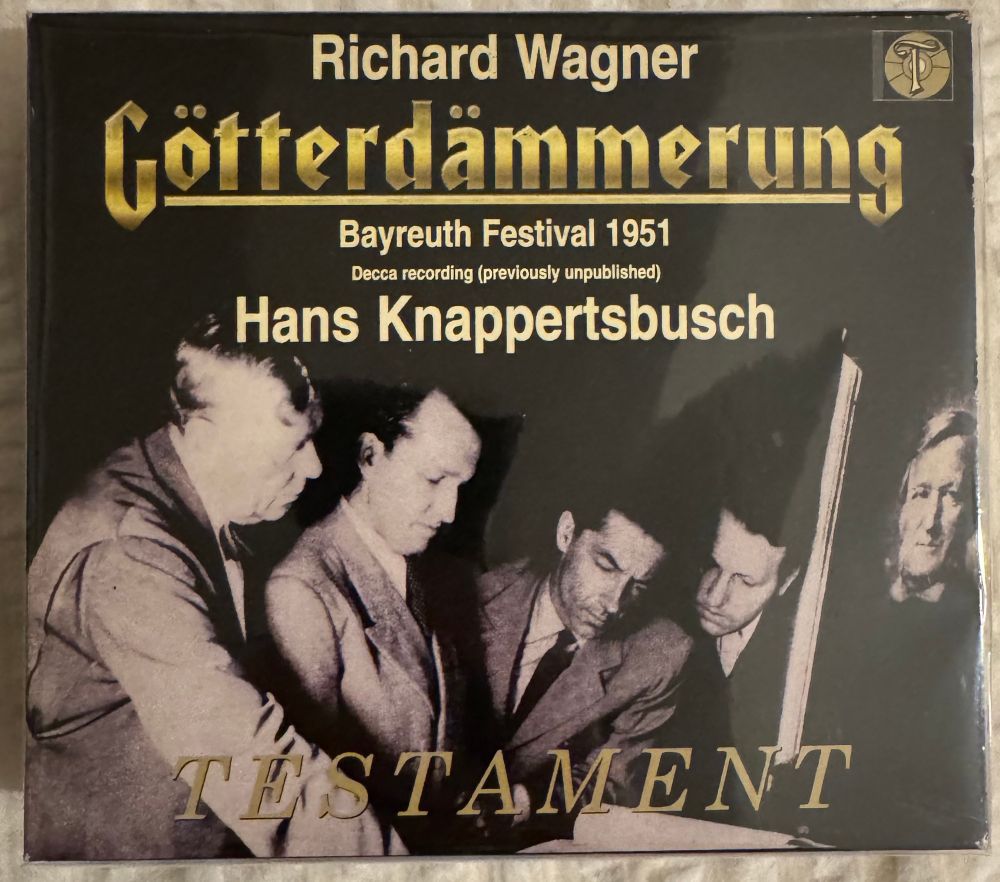 Richard Wagner
Götterdämmerung
Bayreuth Festival 1951
Decca recording (previously unpublished)
Hans Knappertsbusch
TESTAMENT